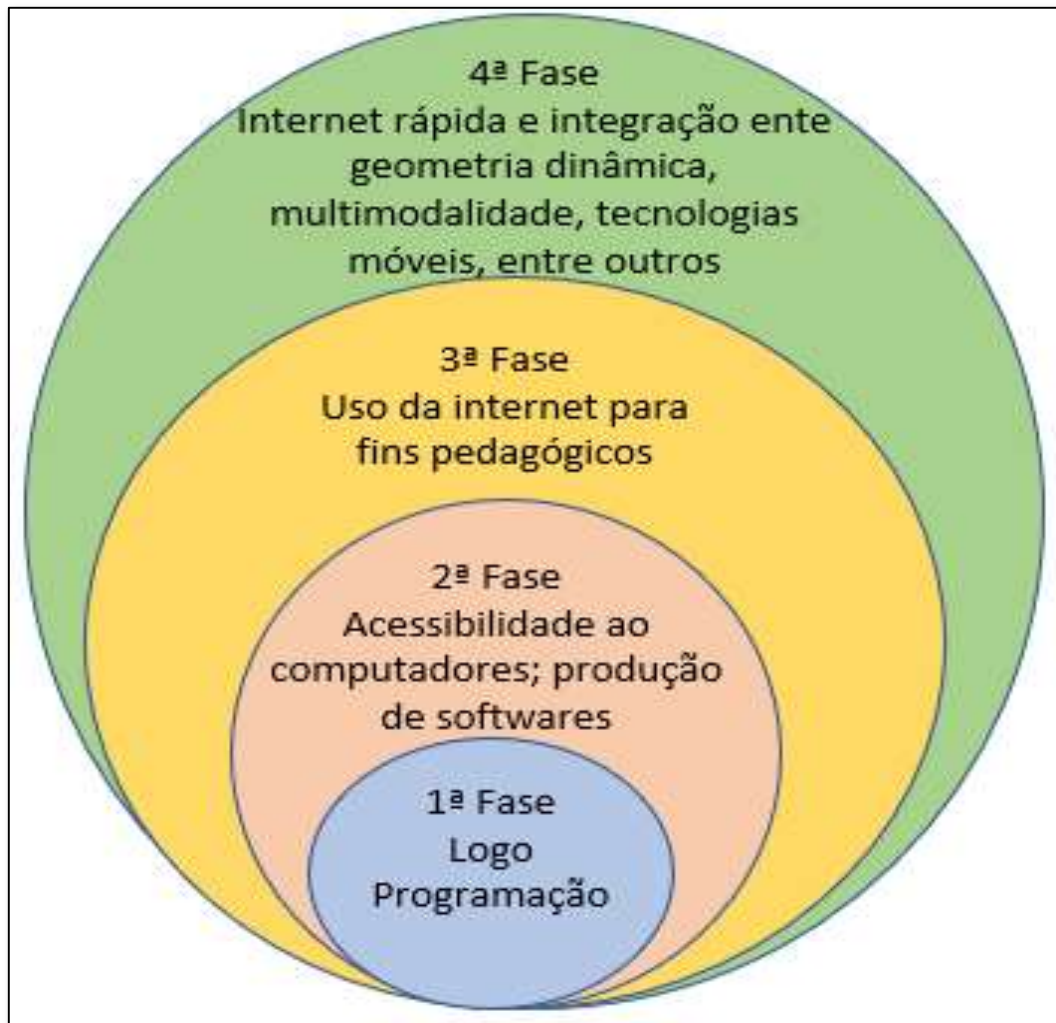 4ª Fase
Internet rápida e integração ente
geometria dinâmica,
multimodalidade, tecnologias
móveis, entre outros
3ª Fase
Uso da internet para
fins pedagógicos
2ª Fase
Acessibilidade ao
computadores; produção
de softwares
1ª Fase
Logo
Programação